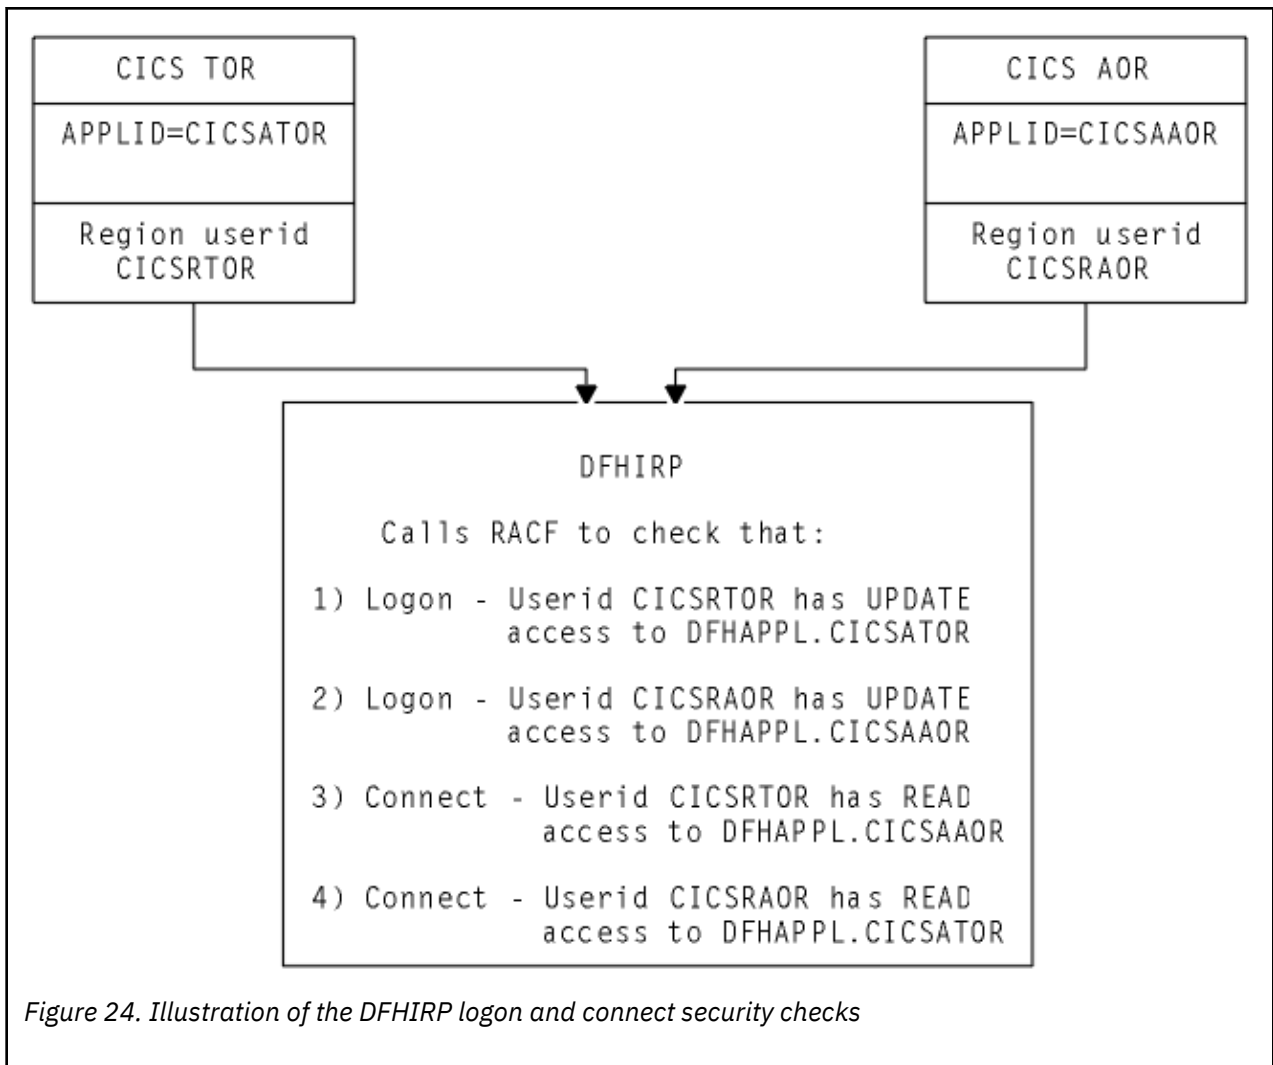 CICS TOR
APPLID=CICSATOR
Region userid
CICSRTOR
CICS AOR
APPLID=CICSAAOR
Region userid
CICSRAOR
DFHIRP
Calls RACF to check that:
1) Logon - Userid CICSRTOR has UPDATE
access to DFHAPPL.CICSATOR
2) Logon - Userid CICSRAOR has UPDATE
access to DFHAPPL.CICSAAOR
3) Connect - Userid CICSRTOR has READ
access to DFHAPPL.CICSAAOR
4) Connect - Userid CICSRAOR has READ
access to DFHAPPL.CICSATOR
Figure 24. Illustration of the DFHIRP logon and connect security checks